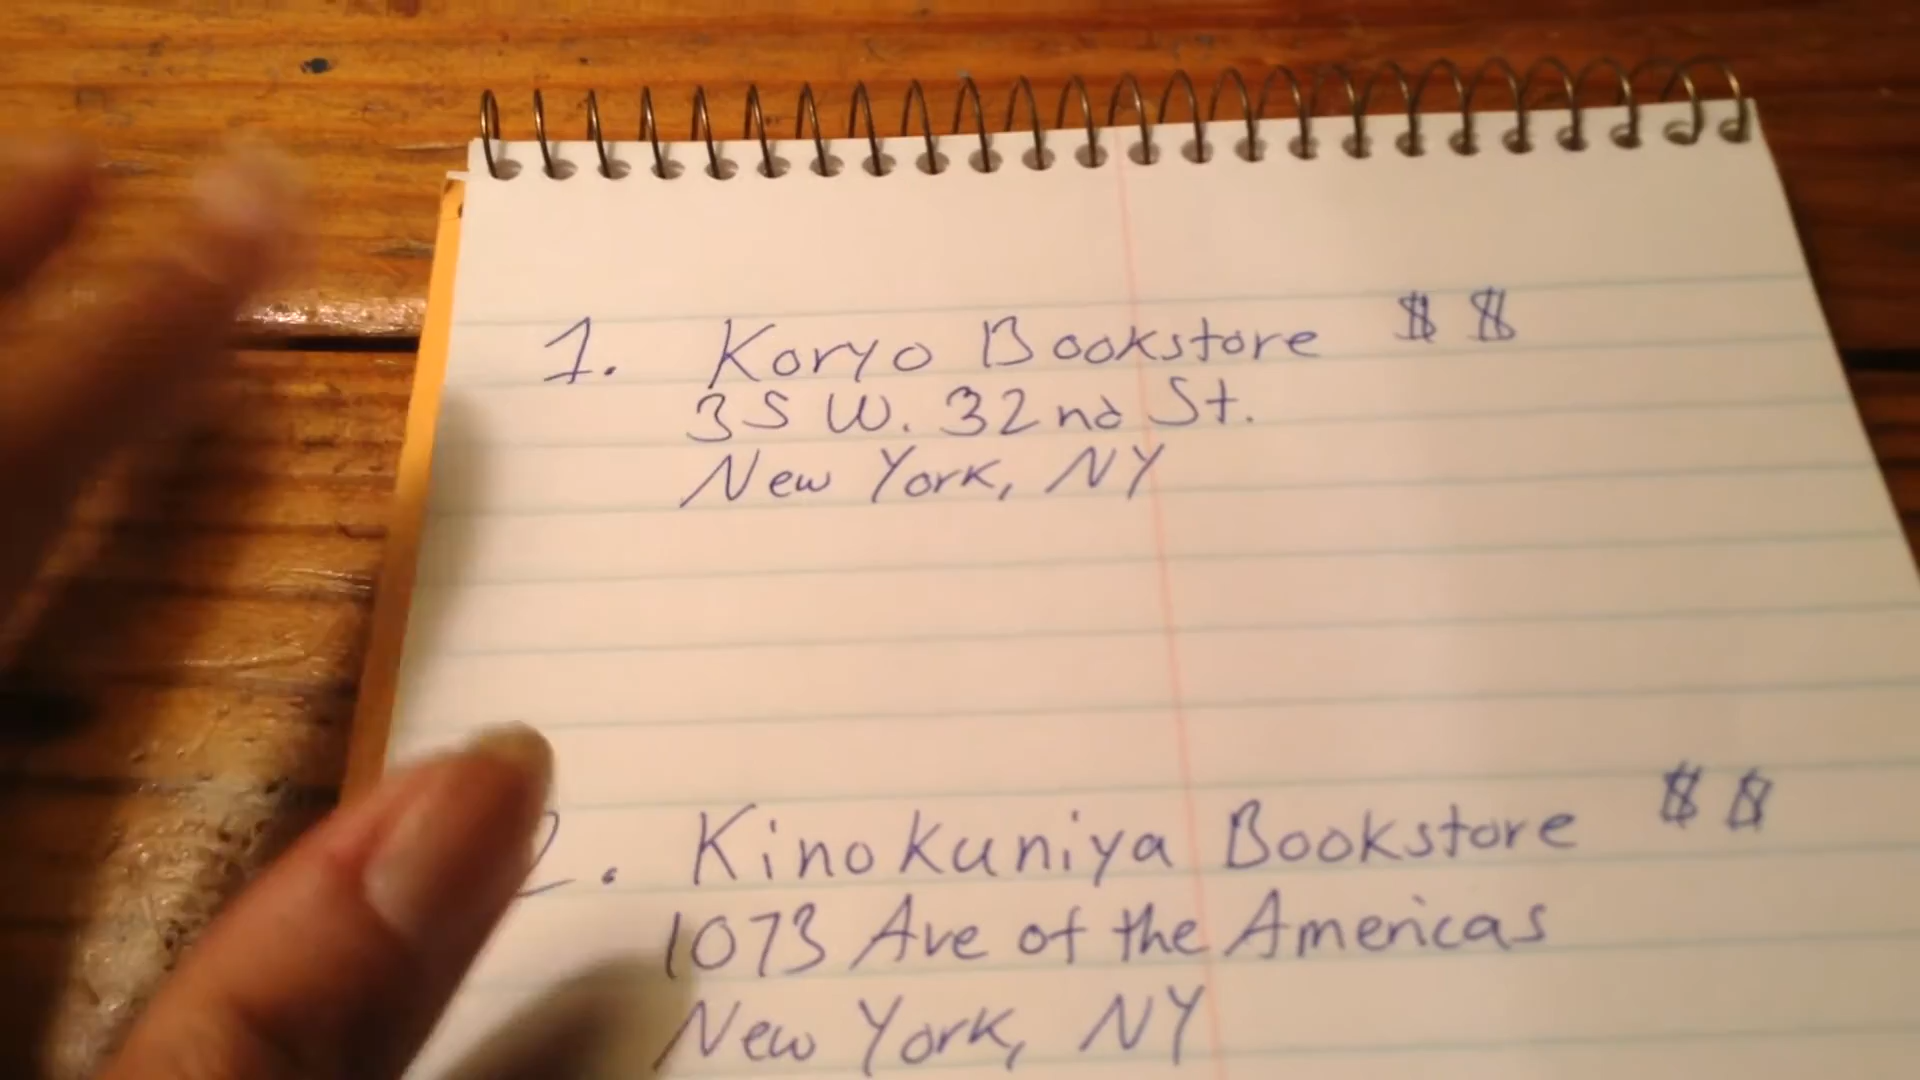 1. Koryo Bookstore $ $
35 W. 32nd St.
New York, NY
2. Kinokuniya Bookstore $ $
1073 Ave of the Americas
New York, NY